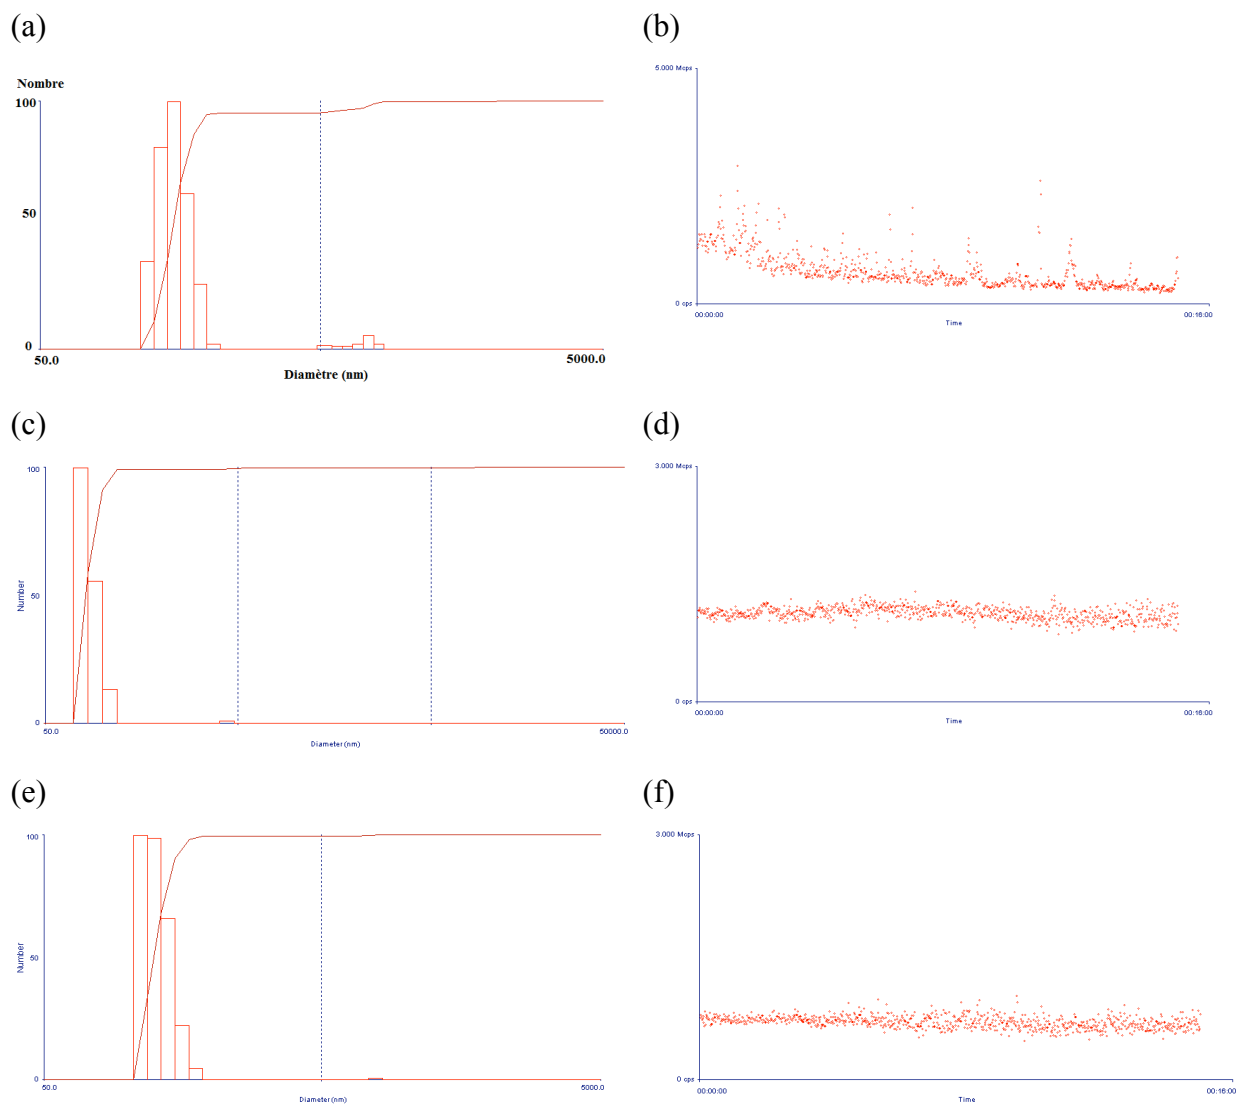 (a)
(b)
Nombre
100
50
0
50.0
5000.0
Diamètre (nm)
5.000 Mcps
0 cps
00:00:00
00:16:00
Time
(c)
(d)
100
50
0
Number
50.0
50000.0
Diameter (nm)
3.000 Mcps
0 cps
00:00:00
00:16:00
Time
(e)
(f)
100
50
0
Number
50.0
5000.0
Diameter (nm)
3.000 Mcps
0 cps
00:00:00
00:16:00
Time